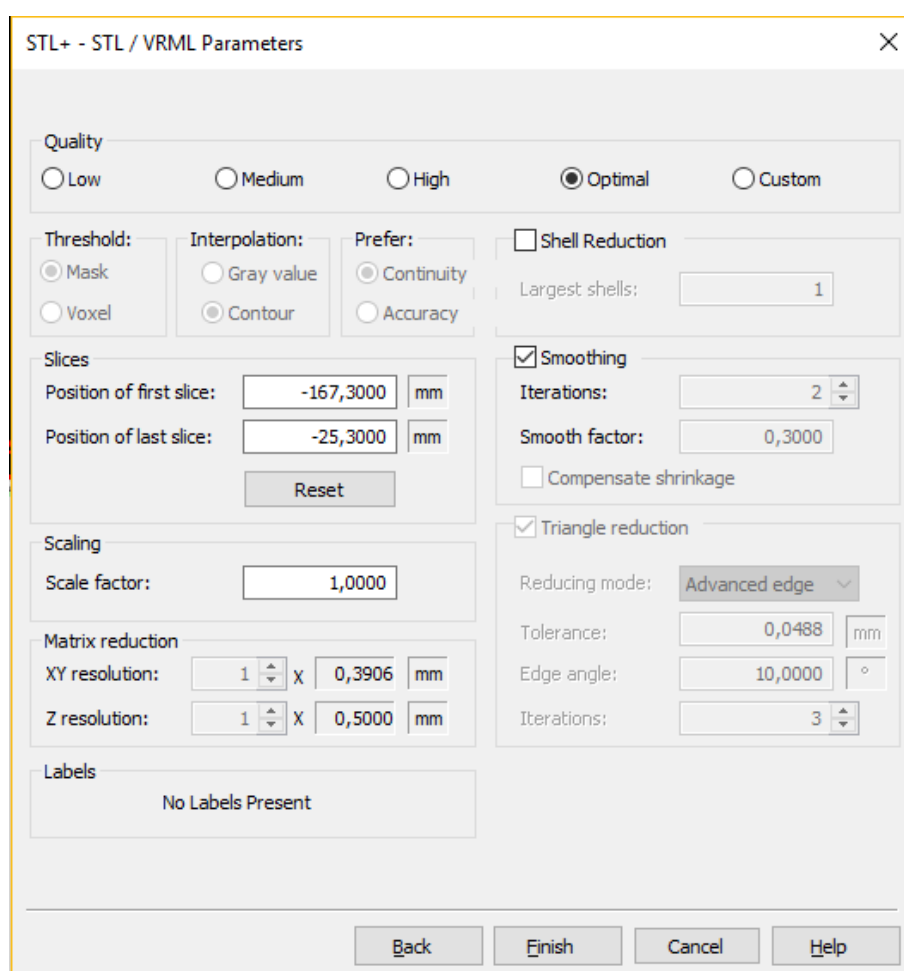 STL+ - STL / VRML Parameters
Quality
Low Medium High Optimal Custom
Threshold: Interpolation: Prefer: Shell Reduction
Mask Gray value Continuity Largest shells: 1
Voxel Contour Accuracy
Slices Smoothing
Position of first slice: -167,3000 mm Iterations: 2
Position of last slice: -25,3000 mm Smooth factor: 0,3000
Reset Compensate shrinkage
Triangle reduction
Scaling
Scale factor: 1,0000 Reducing mode: Advanced edge
Tolerance: 0,0488 mm
Matrix reduction
XY resolution: 1 X 0,3906 mm Edge angle: 10,0000 °
Z resolution: 1 X 0,5000 mm Iterations: 3
Labels
No Labels Present
Back Finish Cancel Help